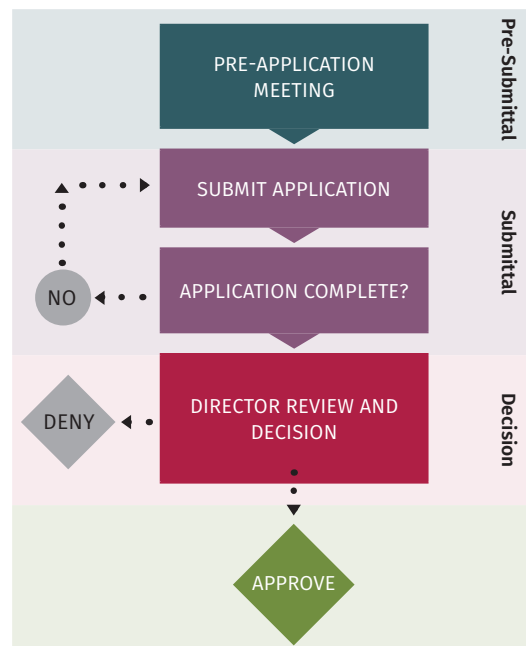 PRE-APPLICATION
MEETING
Pre-Submittal
SUBMIT APPLICATION
APPLICATION COMPLETE?
NO
Submittal
DIRECTOR REVIEW AND
DECISION
DENY
Decision
APPROVE